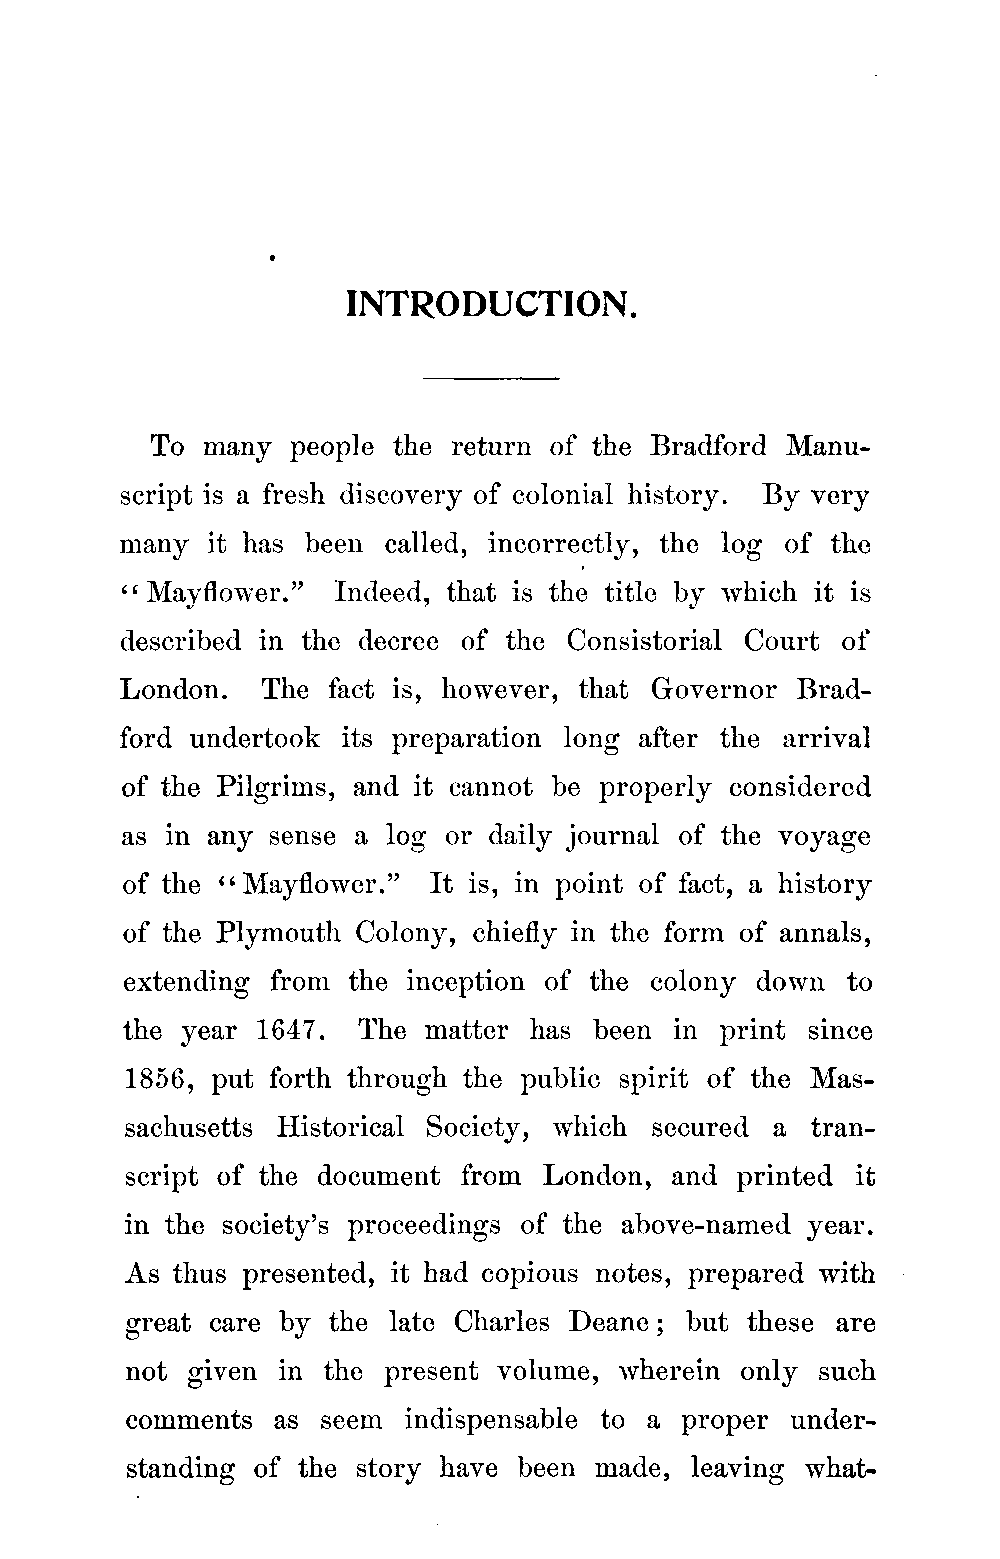 INTRODUCTION.
To many people the return of the Bradford Manu-
script is a fresh discovery of colonial history. By very
many it has been called, incorrectly, the log of the
“Mayflower.” Indeed, that is the title by which it is
described in the decree of the Consistorial Court of
London. The fact is, however, that Governor Brad-
ford undertook its preparation long after the arrival
of the Pilgrims, and it cannot be properly considered
as in any sense a log or daily journal of the voyage
of the “Mayflower.” It is, in point of fact, a history
of the Plymouth Colony, chiefly in the form of annals,
extending from the inception of the colony down to
the year 1647. The matter has been in print since
1856, put forth through the public spirit of the Mas-
sachusetts Historical Society, which secured a tran-
script of the document from London, and printed it
in the society’s proceedings of the above-named year.
As thus presented, it had copious notes, prepared with
great care by the late Charles Deane; but these are
not given in the present volume, wherein only such
comments as seem indispensable to a proper under-
standing of the story have been made, leaving what-